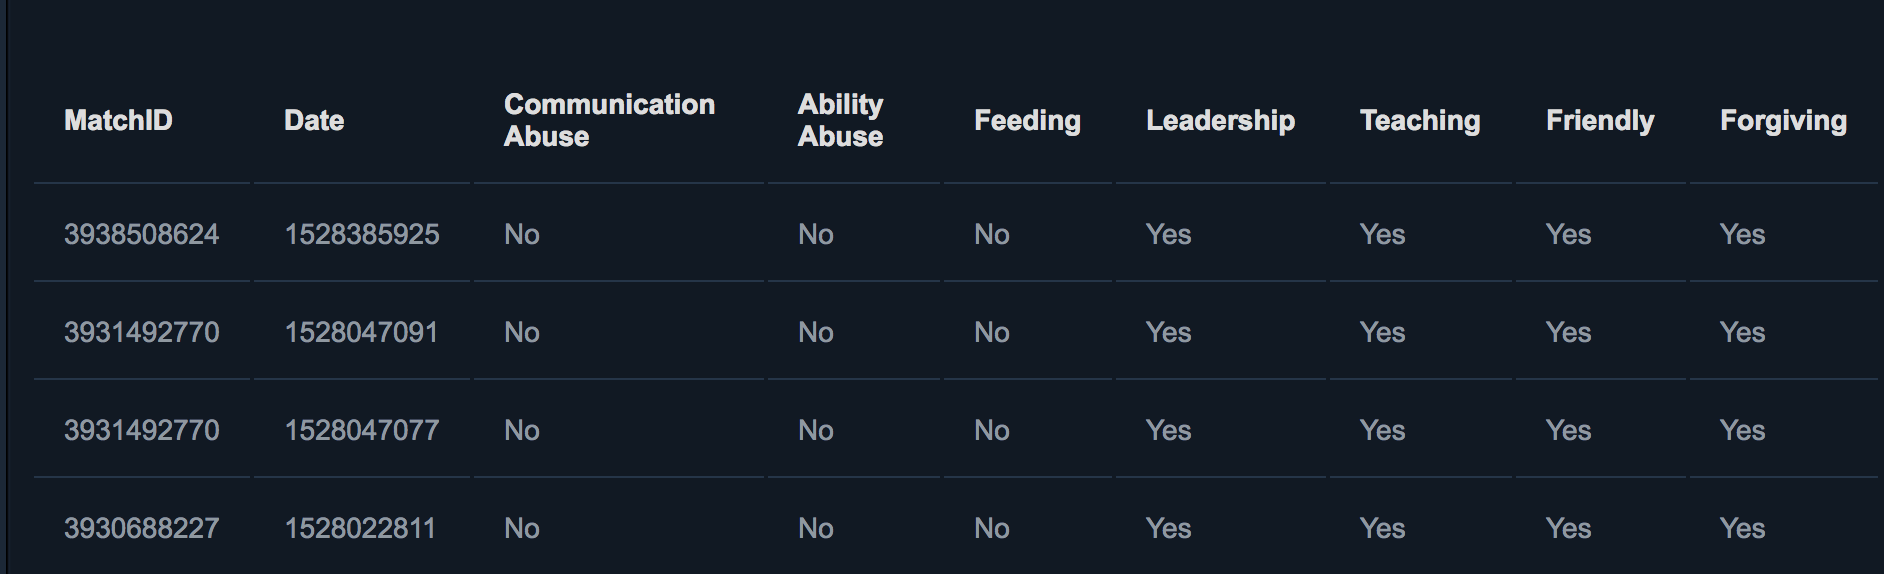 MatchID Date Communication Abuse Ability Abuse Feeding Leadership Teaching Friendly Forgiving
3938508624 1528385925 No No No Yes Yes Yes Yes
3931492770 1528047091 No No No Yes Yes Yes Yes
3931492770 1528047077 No No No Yes Yes Yes Yes
3930688227 1528022811 No No No Yes Yes Yes Yes